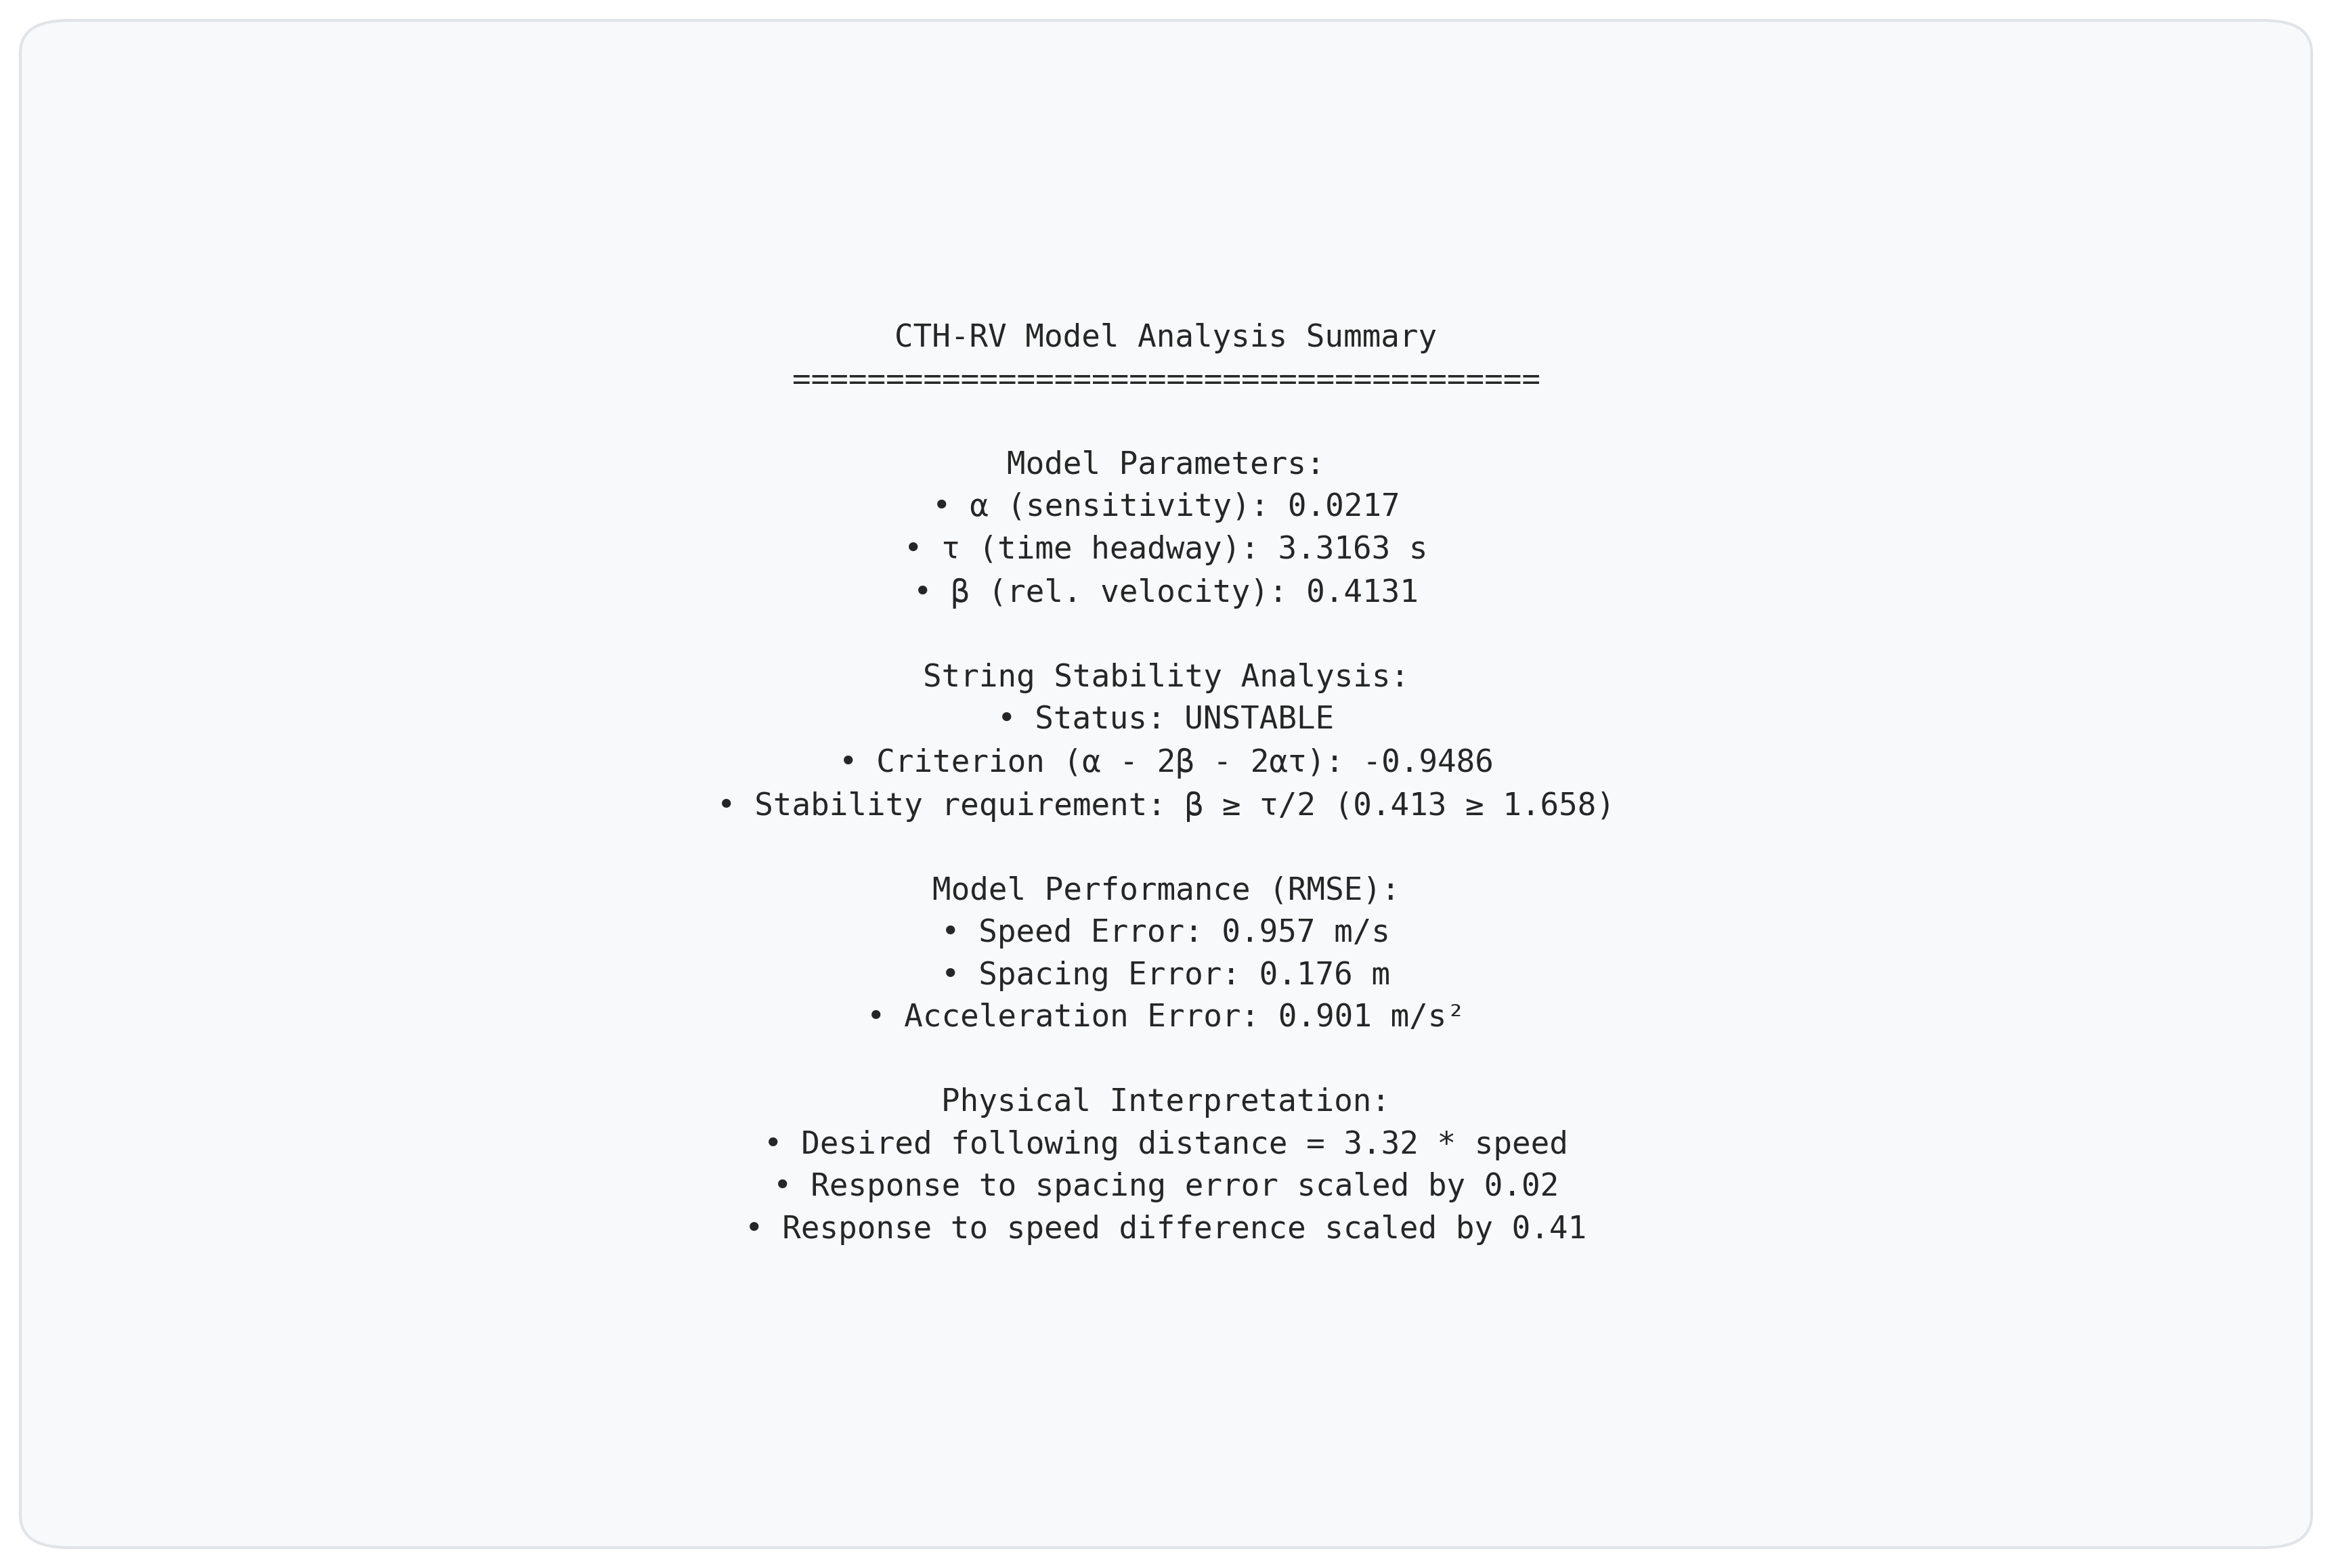 CTH-RV Model Analysis Summary
========================================
Model Parameters:
• α (sensitivity): 0.0217
• τ (time headway): 3.3163 s
• β (rel. velocity): 0.4131
String Stability Analysis:
• Status: UNSTABLE
• Criterion (α - 2β - 2ατ): -0.9486
• Stability requirement: β ≥ τ/2 (0.413 ≥ 1.658)
Model Performance (RMSE):
• Speed Error: 0.957 m/s
• Spacing Error: 0.176 m
• Acceleration Error: 0.901 m/s²
Physical Interpretation:
• Desired following distance = 3.32 * speed
• Response to spacing error scaled by 0.02
• Response to speed difference scaled by 0.41